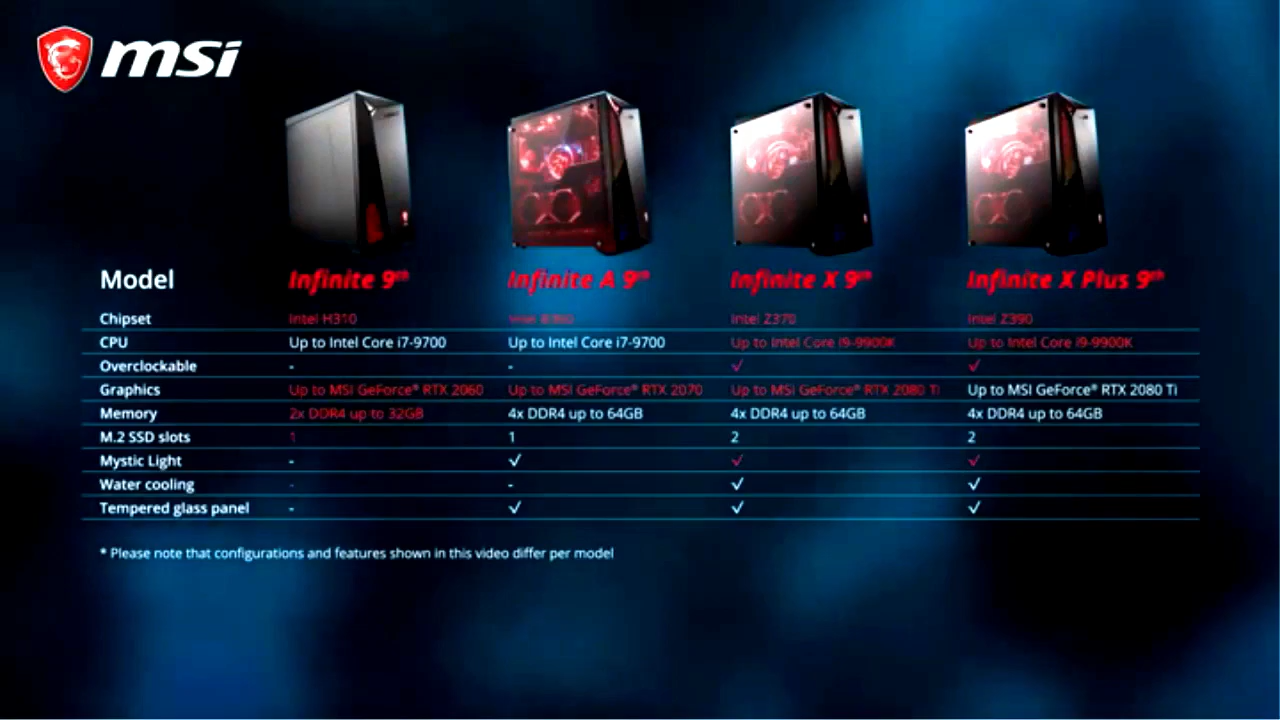 msi
Model Infinite 9th Infinite A 9th Infinite X 9th Infinite X Plus 9th
Chipset Intel H310 Intel Intel Z370 Intel Z390
CPU Up to Intel Core i7-9700 Up to Intel Core i7-9700 Up to Intel Core i9-9900K Up to Intel Core i9-9900K
Overclockable - - ✓ ✓
Graphics Up to MSI GeForce® RTX 2060 Up to MSI GeForce® RTX 2070 Up to MSI GeForce® RTX 2080 Ti Up to MSI GeForce® RTX 2080 Ti
Memory 2x DDR4 up to 32GB 4x DDR4 up to 64GB 4x DDR4 up to 64GB 4x DDR4 up to 64GB
M.2 SSD slots 1 1 2 2
Mystic Light - ✓ ✓ ✓
Water cooling - - ✓ ✓
Tempered glass panel - ✓ ✓ ✓
* Please note that configurations and features shown in this video differ per model